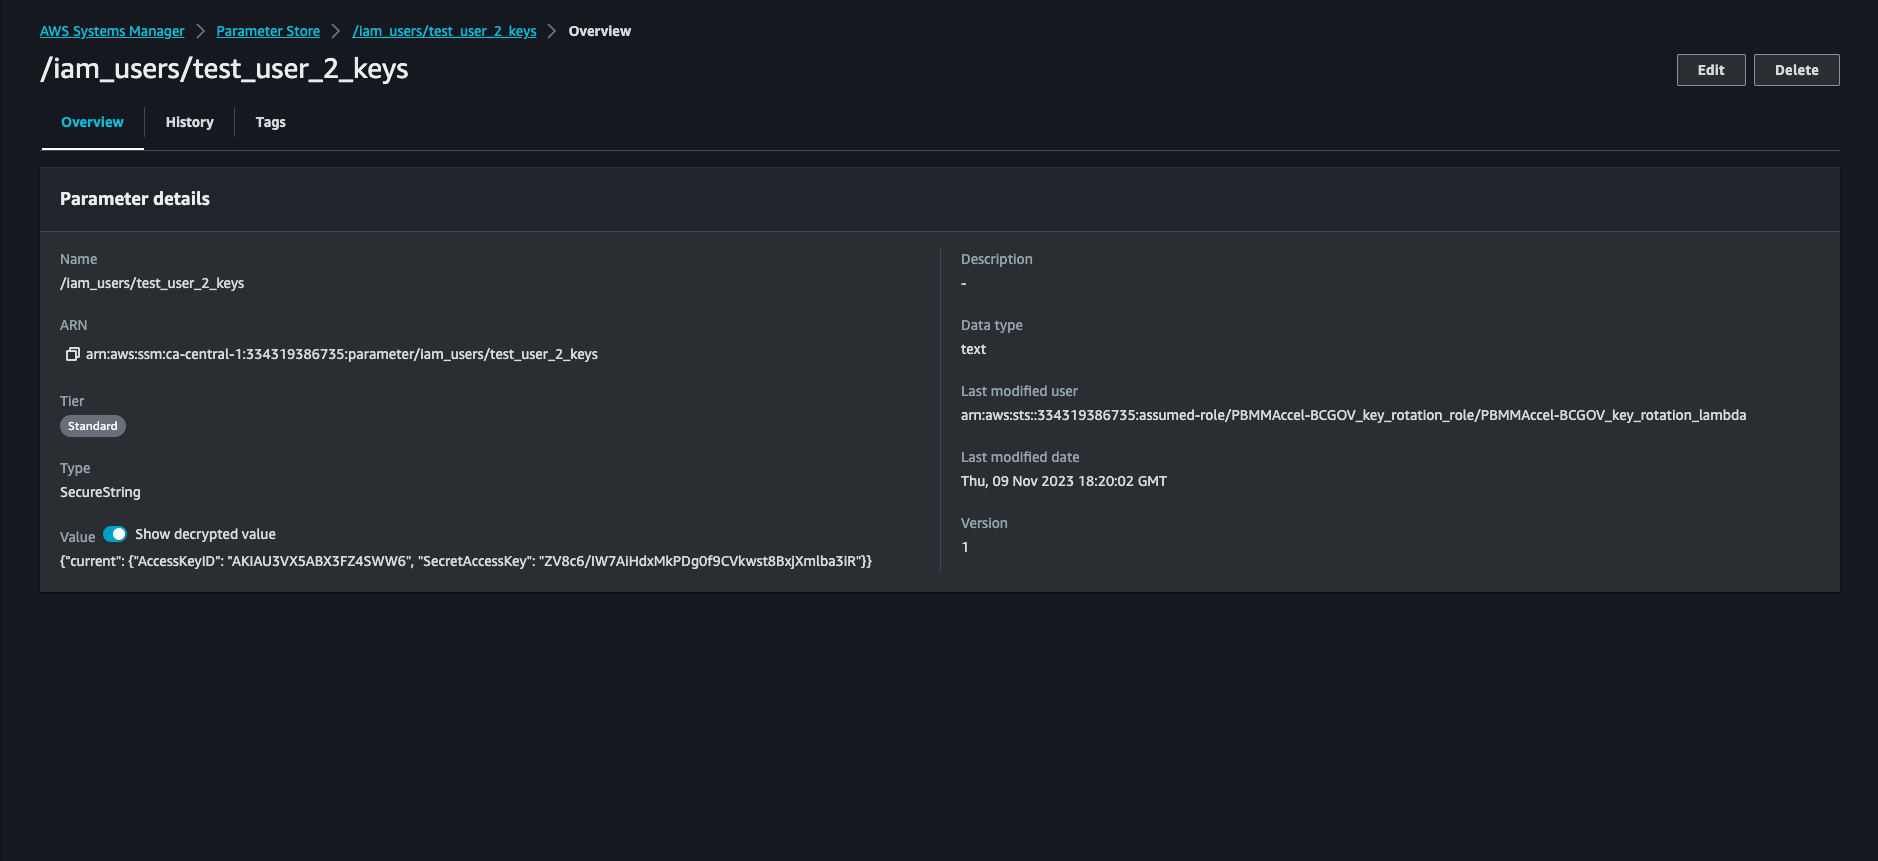 AWS Systems Manager > Parameter Store > /iam_users/test_user_2_keys > Overview
/iam_users/test_user_2_keys
Edit
Delete
Overview
History
Tags
Parameter details
Name
/iam_users/test_user_2_keys
ARN
arn:aws:ssm:ca-central-1:334319386735:parameter/iam_users/test_user_2_keys
Tier
Standard
Type
SecureString
Value Show decrypted value
{"current": {"AccessKeyID": "AKIAU3VX5ABX3FZ4SWW6", "SecretAccessKey": "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"}}
Description
-
Data type
text
Last modified user
arn:aws:sts::334319386735:assumed-role/PBMMAccel-BCGOV_key_rotation_role/PBMMAccel-BCGOV_key_rotation_lambda
Last modified date
Thu, 09 Nov 2023 18:20:02 GMT
Version
1